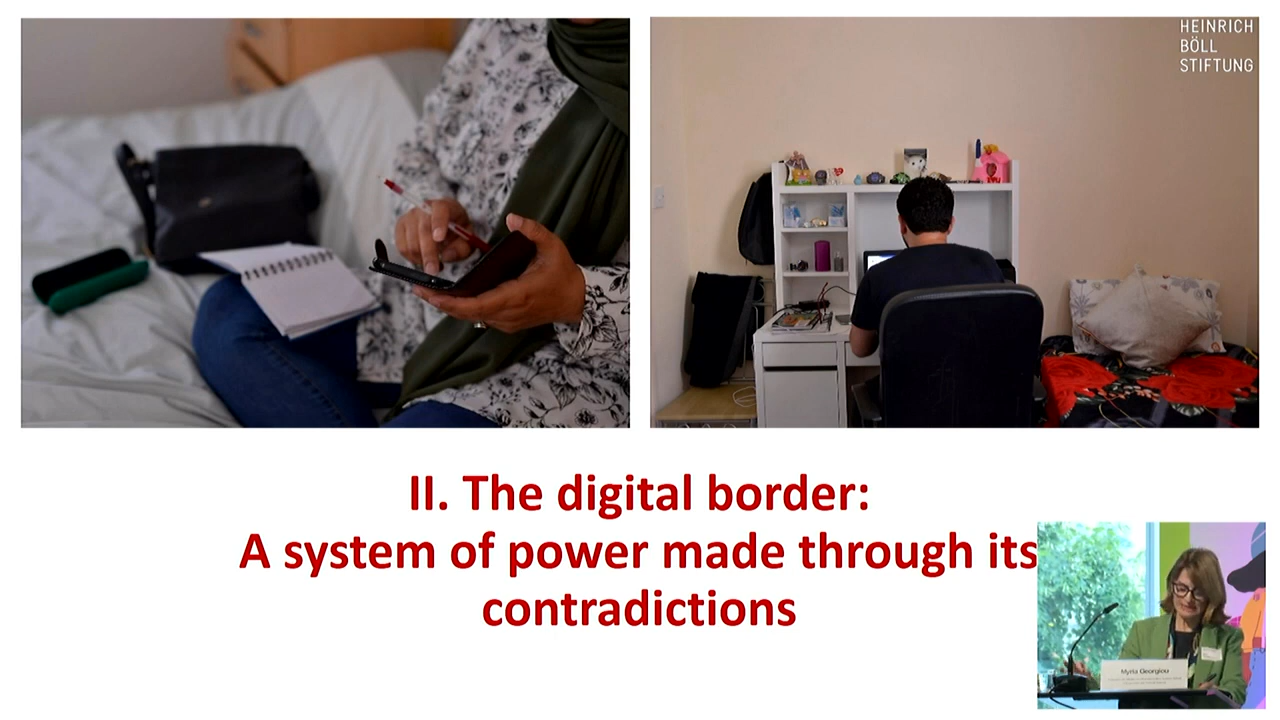 HEINRICH
BÖLL
STIFTUNG
II. The digital border:
A system of power made through its
contradictions
Myria Georgiou